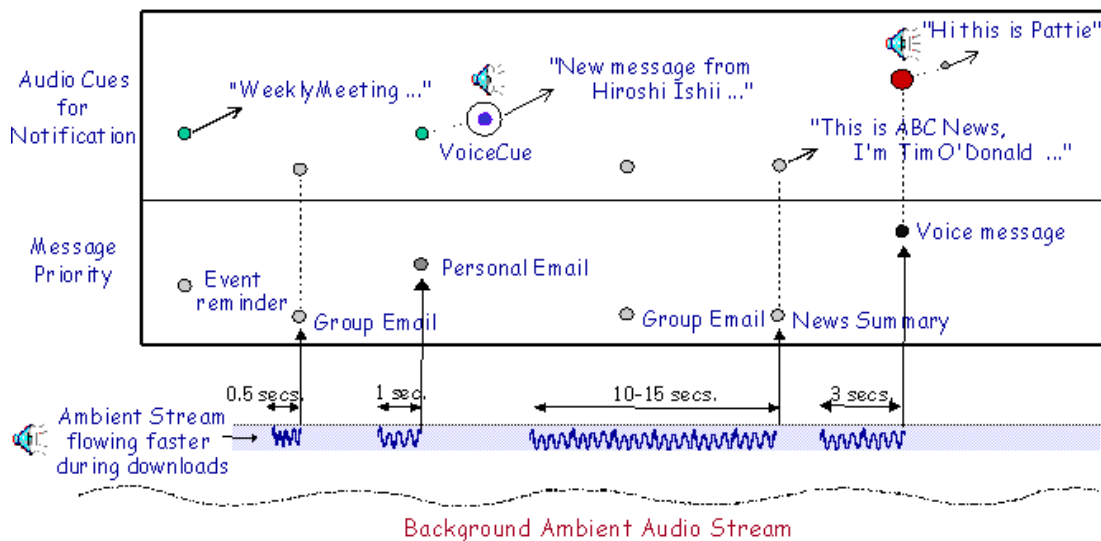 "Hi this is Pattie"
Audio Cues
for
Notification
"WeeklyMeeting ..."
"New message from
Hiroshi Ishii ..."
VoiceCue
"This is ABC News,
I'm Tim O'Donald ..."
Message
Priority
Voice message
Personal Email
Event
reminder
Group Email
Group Email
News Summary
0.5 secs.
1 sec.
10-15 secs.
3 secs.
Ambient Stream
flowing faster
during downloads
Background Ambient Audio Stream